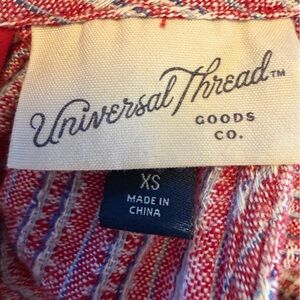 Universal Thread™
GOODS
CO.
XS
MADE IN
CHINA